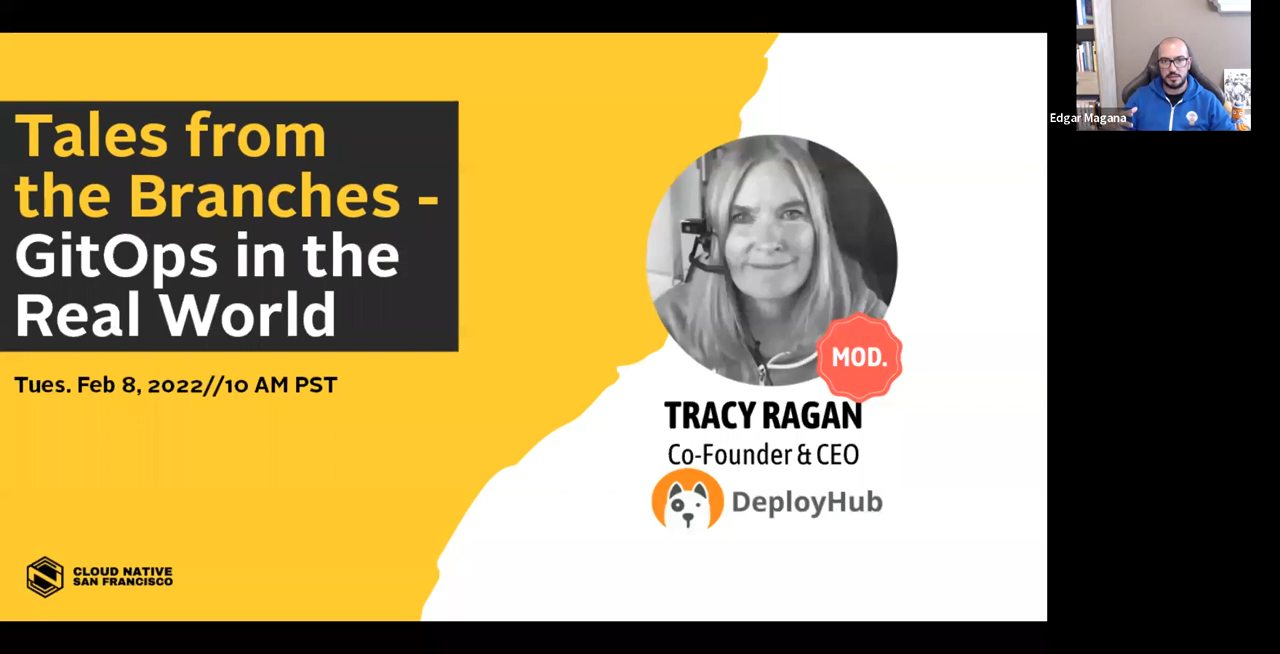 Tales from
the Branches -
GitOps in the
Real World
Tues. Feb 8, 2022//10 AM PST
MOD.
TRACY RAGAN
Co-Founder & CEO
DeployHub
CLOUD NATIVE
SAN FRANCISCO
Edgar Magana